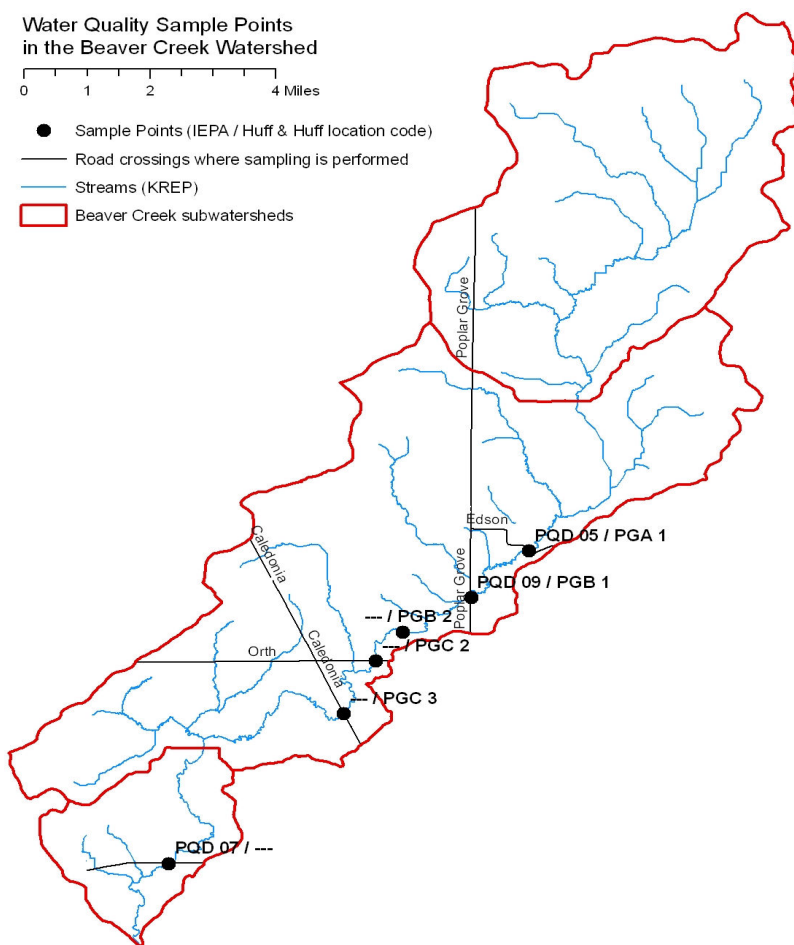 Water Quality Sample Points
in the Beaver Creek Watershed
0 1 2 4 Miles
Sample Points (IEPA / Huff & Huff location code)
Road crossings where sampling is performed
Streams (KREP)
Beaver Creek subwatersheds
Poplar Grove
Edson
PQD 05 / PGA 1
Caledonia
PQD 09 / PGB 1
Poplar Grove
--- / PGB 2
--- / PGC 2
Orth
Caledonia
--- / PGC 3
PQD 07 / ---